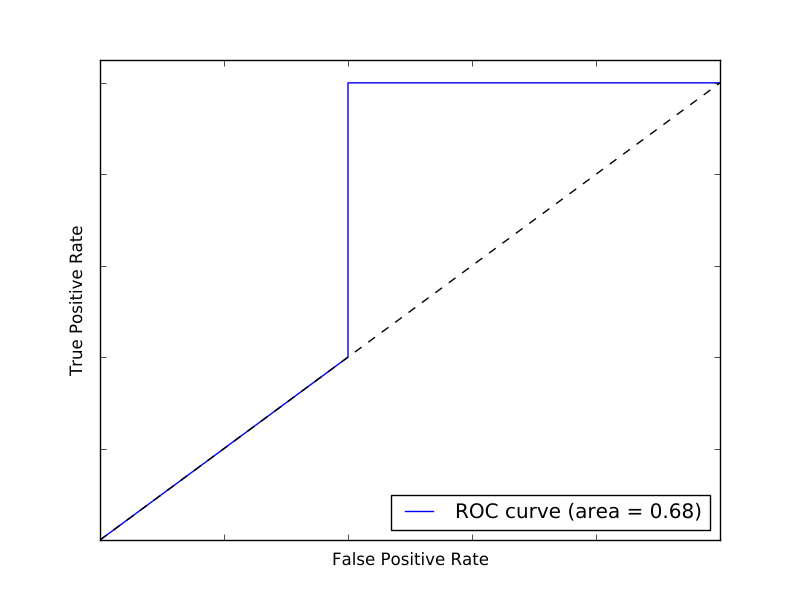 True Positive Rate
ROC curve (area = 0.68)
False Positive Rate